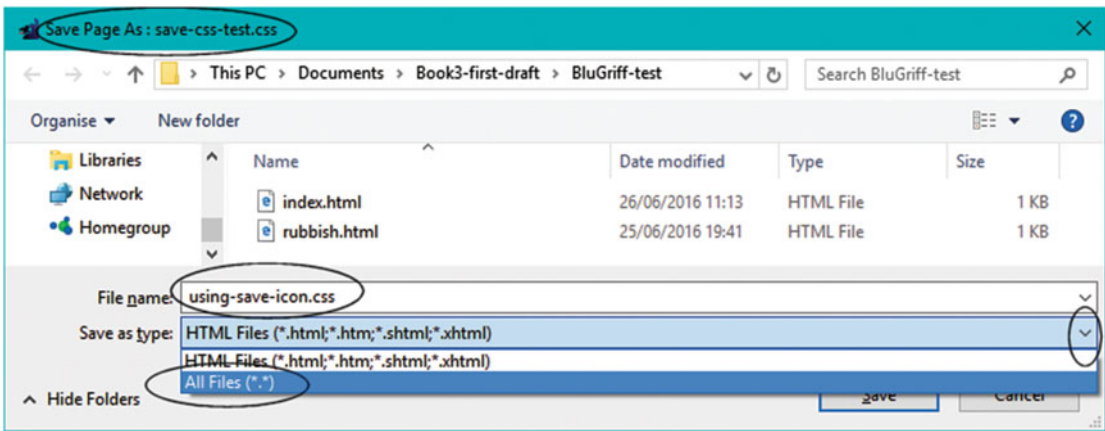 Save Page As : save-css-test.css
This PC > Documents > Book3-first-draft > BluGriff-test
Search BluGriff-test
Organise New folder
Libraries
Network
Homegroup
Name Date modified Type Size
index.html 26/06/2016 11:13 HTML File 1 KB
rubbish.html 25/06/2016 19:41 HTML File 1 KB
File name: using-save-icon.css
Save as type: HTML Files (*.html;*.htm;*.shtml;*.xhtml)
HTML Files (*.html;*.htm;*.shtml;*.xhtml)
All Files (*.*)
Hide Folders Save Cancel